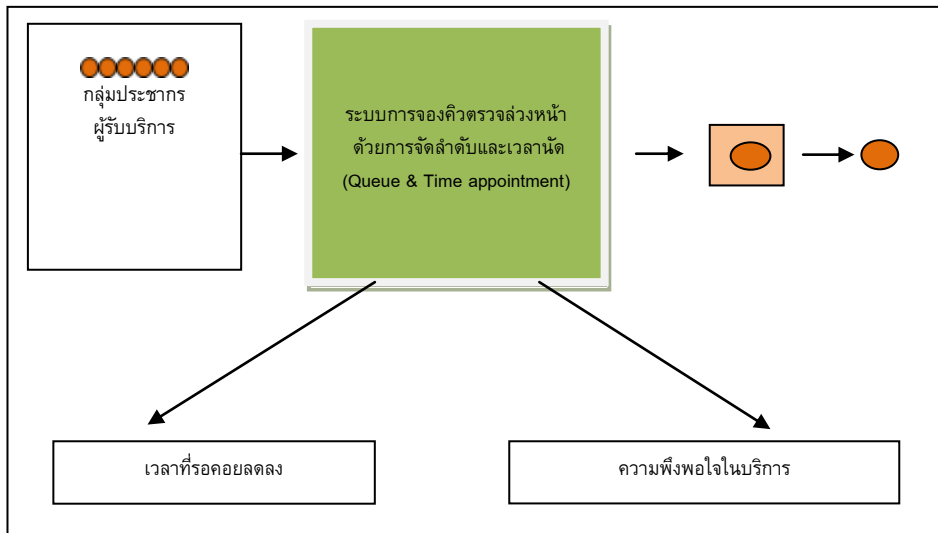 กลุ่มประชากร
ผู้รับบริการ
ระบบการจองคิวตรวจล่วงหน้า
ด้วยการจัดลำดับและเวลานัด
(Queue & Time appointment)
เวลาที่รอคอยลดลง
ความพึงพอใจในบริการ